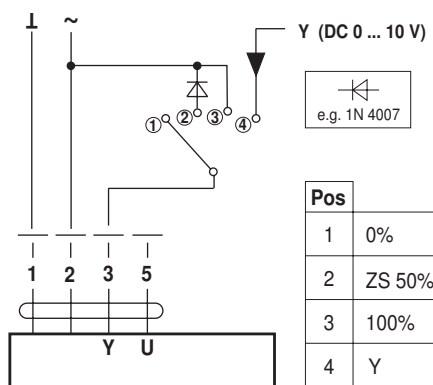 ⊥ ~
Y (DC 0 ... 10 V)
① ② ③ ④
e.g. 1N 4007
Pos
1 0%
2 ZS 50%
3 100%
4 Y
1 2 3 5
Y U